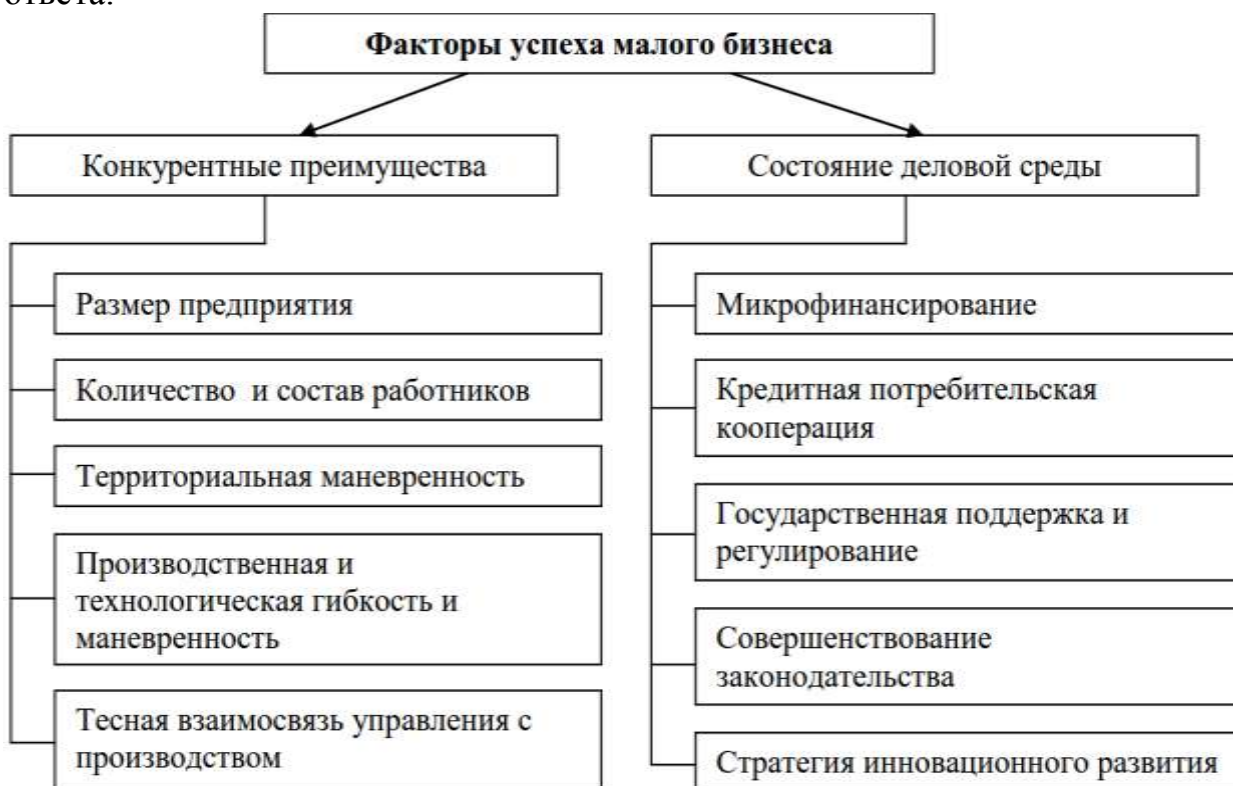 ответа.
Факторы успеха малого бизнеса
Конкурентные преимущества
Размер предприятия
Количество и состав работников
Территориальная маневренность
Производственная и
технологическая гибкость и
маневренность
Тесная взаимосвязь управления с
производством
Состояние деловой среды
Микрофинансирование
Кредитная потребительская
кооперация
Государственная поддержка и
регулирование
Совершенствование
законодательства
Стратегия инновационного развития